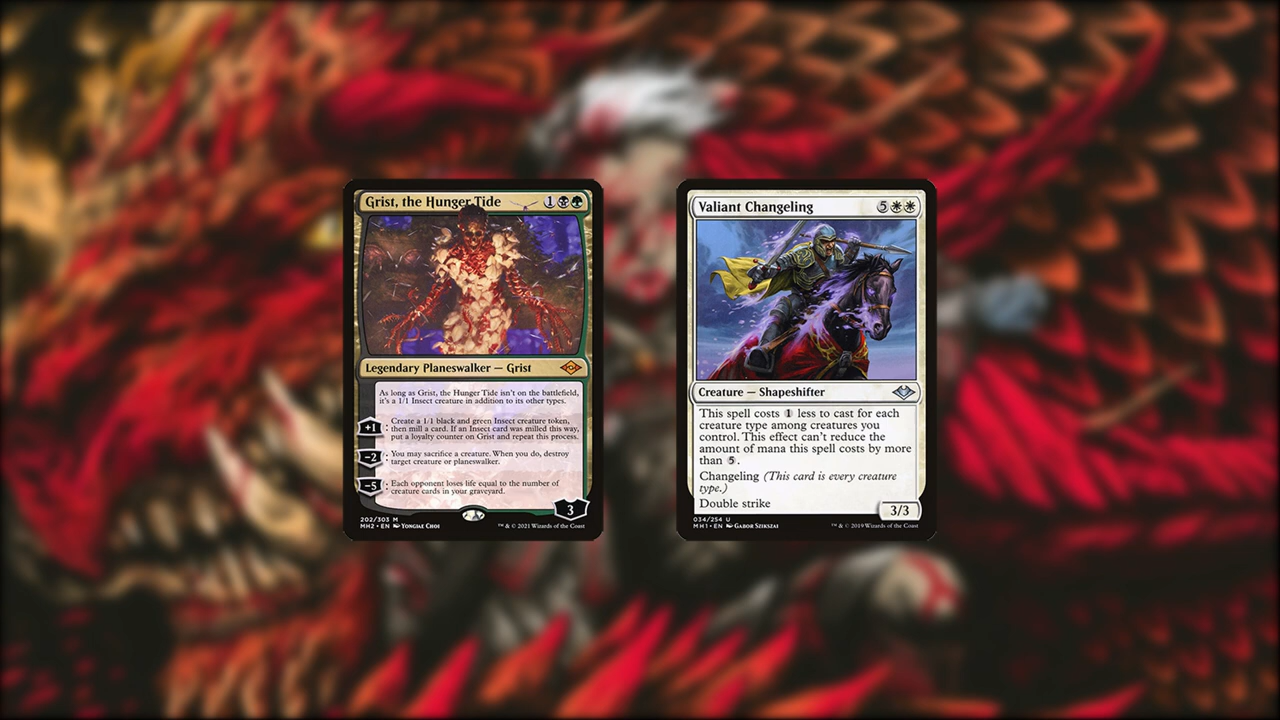 Grist, the Hunger Tide 1
Legendary Planeswalker — Grist
As long as Grist, the Hunger Tide isn't on the battlefield,
it's a 1/1 Insect creature in addition to its other types.
+1: Create a 1/1 black and green Insect creature token,
then mill a card. If an Insect card was milled this way,
put a loyalty counter on Grist and repeat this process.
−2: You may sacrifice a creature. When you do, destroy
target creature or planeswalker.
−5: Each opponent loses life equal to the number of
creature cards in your graveyard.
3
202/303 M
MH2 • EN YONGJAE CHOI
™ & © 2021 Wizards of the Coast
Valiant Changeling 5
Creature — Shapeshifter
This spell costs 1 less to cast for each
creature type among creatures you
control. This effect can't reduce the
amount of mana this spell costs by more
than 5.
Changeling (This card is every creature
type.)
Double strike
3/3
034/254 U
MH1 • EN GABOR SZIKSZAI
™ & © 2019 Wizards of the Coast